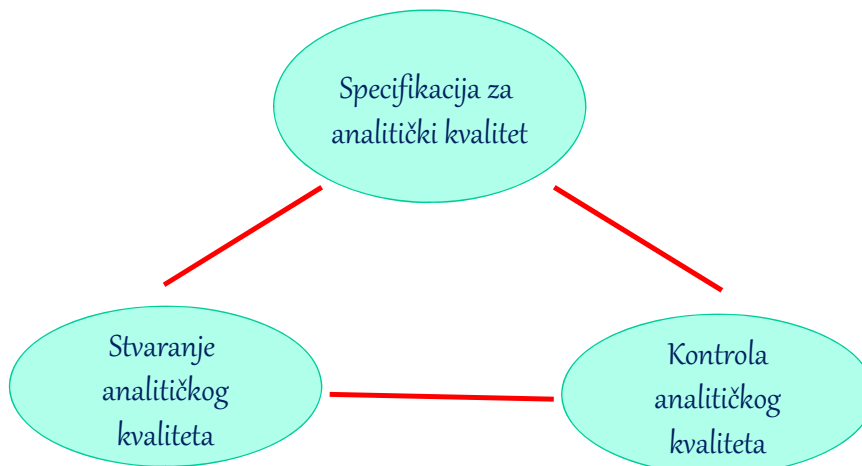 Specifikacija za
analitički kvalitet
Stvaranje
analitičkog
kvaliteta
Kontrola
analitičkog
kvaliteta